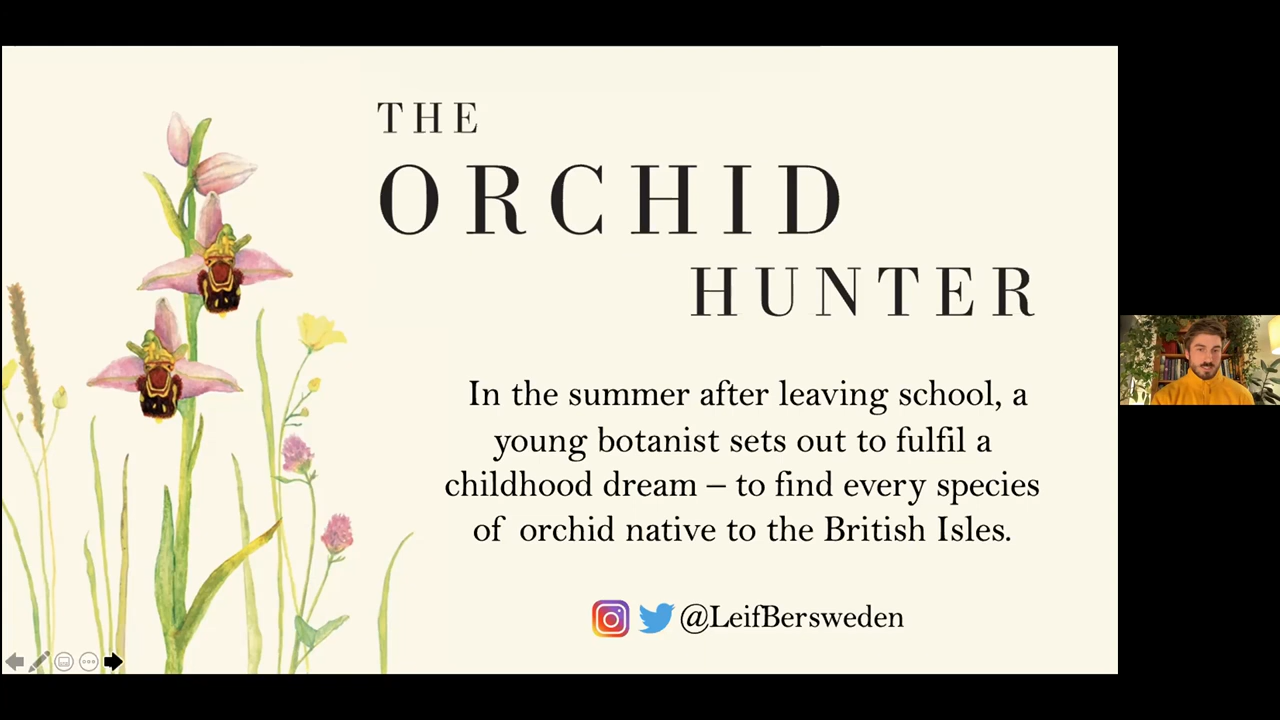 THE
ORCHID
HUNTER
In the summer after leaving school, a
young botanist sets out to fulfil a
childhood dream – to find every species
of orchid native to the British Isles.
@LeifBersweden